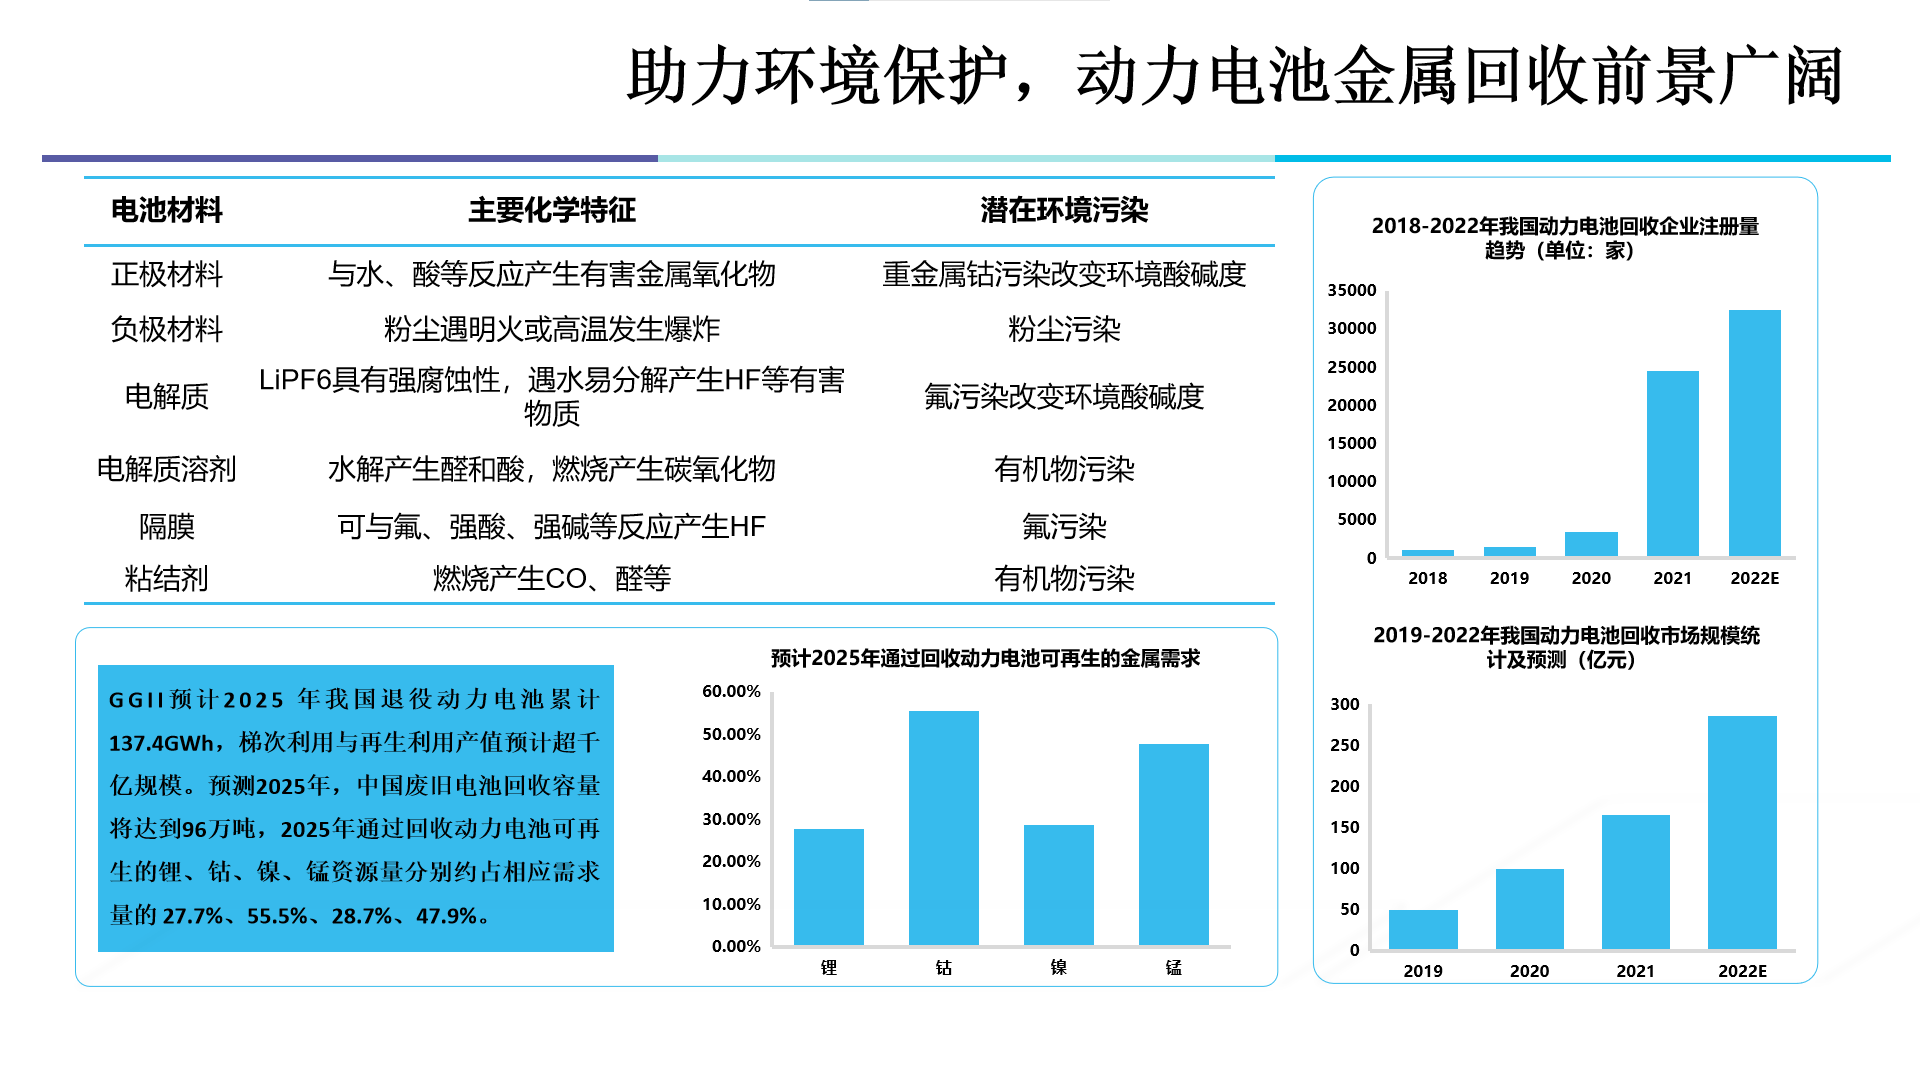 助力环境保护，动力电池金属回收前景广阔
电池材料 主要化学特征 潜在环境污染
正极材料 与水、酸等反应产生有害金属氧化物 重金属钴污染改变环境酸碱度
负极材料 粉尘遇明火或高温发生爆炸 粉尘污染
电解质 LiPF6具有强腐蚀性，遇水易分解产生HF等有害
物质 氟污染改变环境酸碱度
电解质溶剂 水解产生醛和酸，燃烧产生碳氧化物 有机物污染
隔膜 可与氟、强酸、强碱等反应产生HF 氟污染
粘结剂 燃烧产生CO、醛等 有机物污染
GGII预计2025 年我国退役动力电池累计
137.4GWh，梯次利用与再生利用产值预计超千
亿规模。预测2025年，中国废旧电池回收容量
将达到96万吨，2025年通过回收动力电池可再
生的锂、钴、镍、锰资源量分别约占相应需求
量的 27.7%、55.5%、28.7%、47.9%。
预计2025年通过回收动力电池可再生的金属需求
60.00%
50.00%
40.00%
30.00%
20.00%
10.00%
0.00%
锂 钴 镍 锰
2018-2022年我国动力电池回收企业注册量
趋势（单位：家）
35000
30000
25000
20000
15000
10000
5000
0
2018 2019 2020 2021 2022E
2019-2022年我国动力电池回收市场规模统
计及预测（亿元）
300
250
200
150
100
50
0
2019 2020 2021 2022E